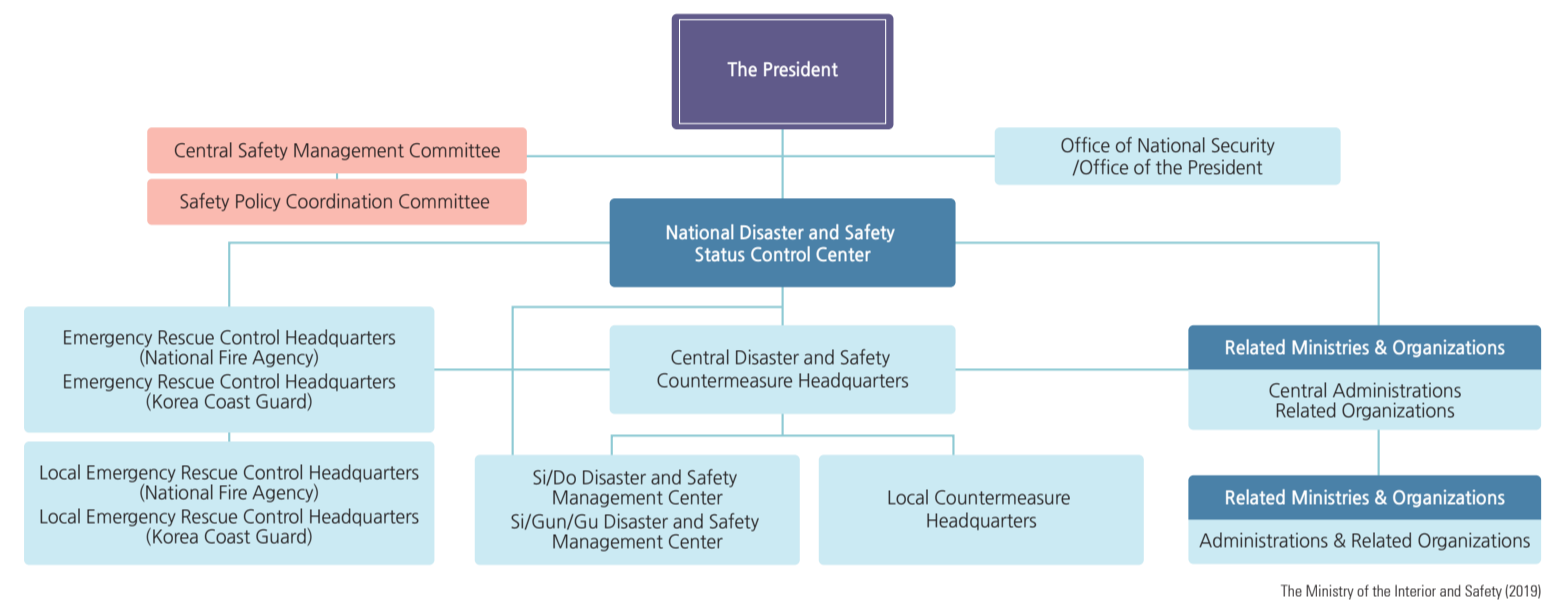 The President
Central Safety Management Committee
Safety Policy Coordination Committee
Office of National Security
/Office of the President
National Disaster and Safety
Status Control Center
Emergency Rescue Control Headquarters
(National Fire Agency)
Emergency Rescue Control Headquarters
(Korea Coast Guard)
Central Disaster and Safety
Countermeasure Headquarters
Related Ministries & Organizations
Central Administrations
Related Organizations
Local Emergency Rescue Control Headquarters
(National Fire Agency)
Local Emergency Rescue Control Headquarters
(Korea Coast Guard)
Si/Do Disaster and Safety
Management Center
Si/Gun/Gu Disaster and Safety
Management Center
Local Countermeasure
Headquarters
Related Ministries & Organizations
Administrations & Related Organizations
The Ministry of the Interior and Safety (2019)